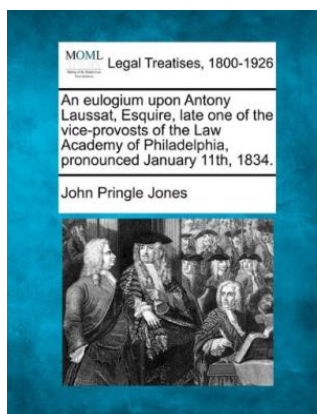 MOML
Legal Treatises, 1800-1926
An eulogium upon Antony
Laussat, Esquire, late one of the
vice-provosts of the Law
Academy of Philadelphia,
pronounced January 11th, 1834.
John Pringle Jones